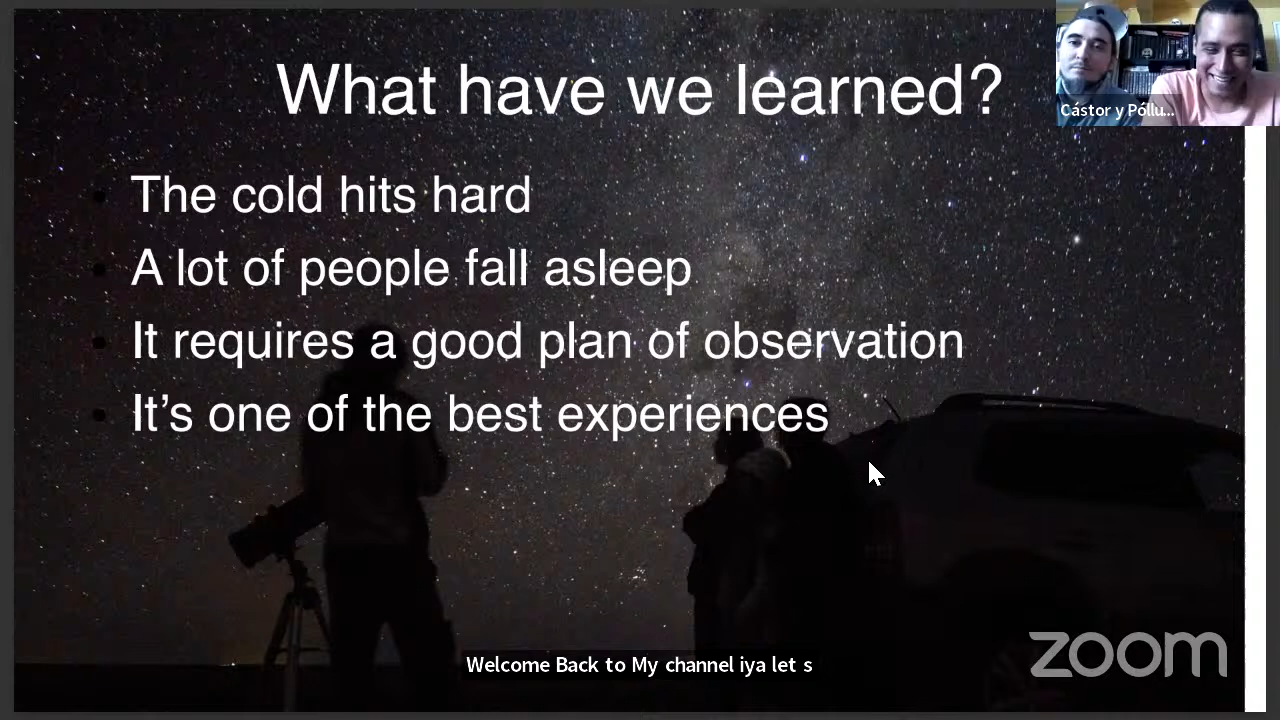 What have we learned?
Cástor y Póllu...
The cold hits hard
A lot of people fall asleep
It requires a good plan of observation
It's one of the best experiences
Welcome Back to My channel iya let s
zoom